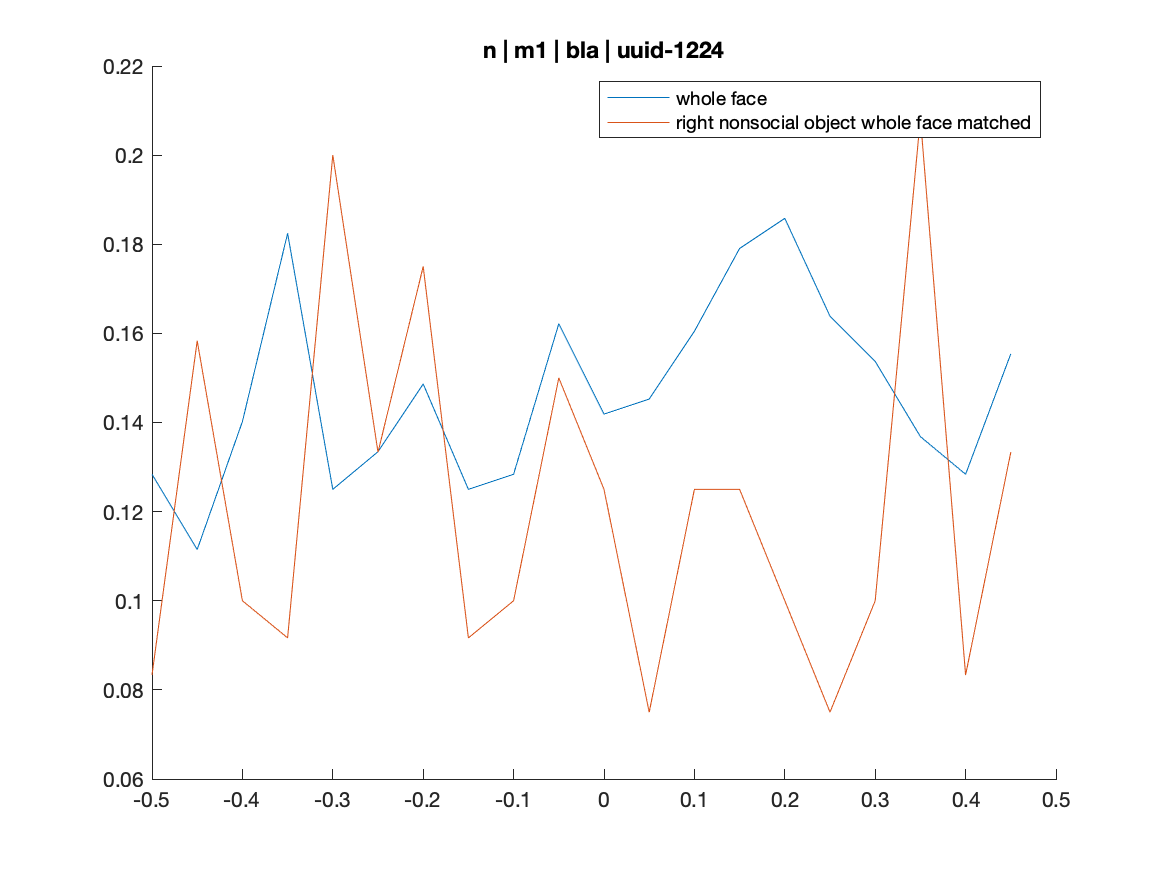 n | m1 | bla | uuid-1224
whole face
right nonsocial object whole face matched
0.22
0.2
0.18
0.16
0.14
0.12
0.1
0.08
0.06
-0.5 -0.4 -0.3 -0.2 -0.1 0 0.1 0.2 0.3 0.4 0.5